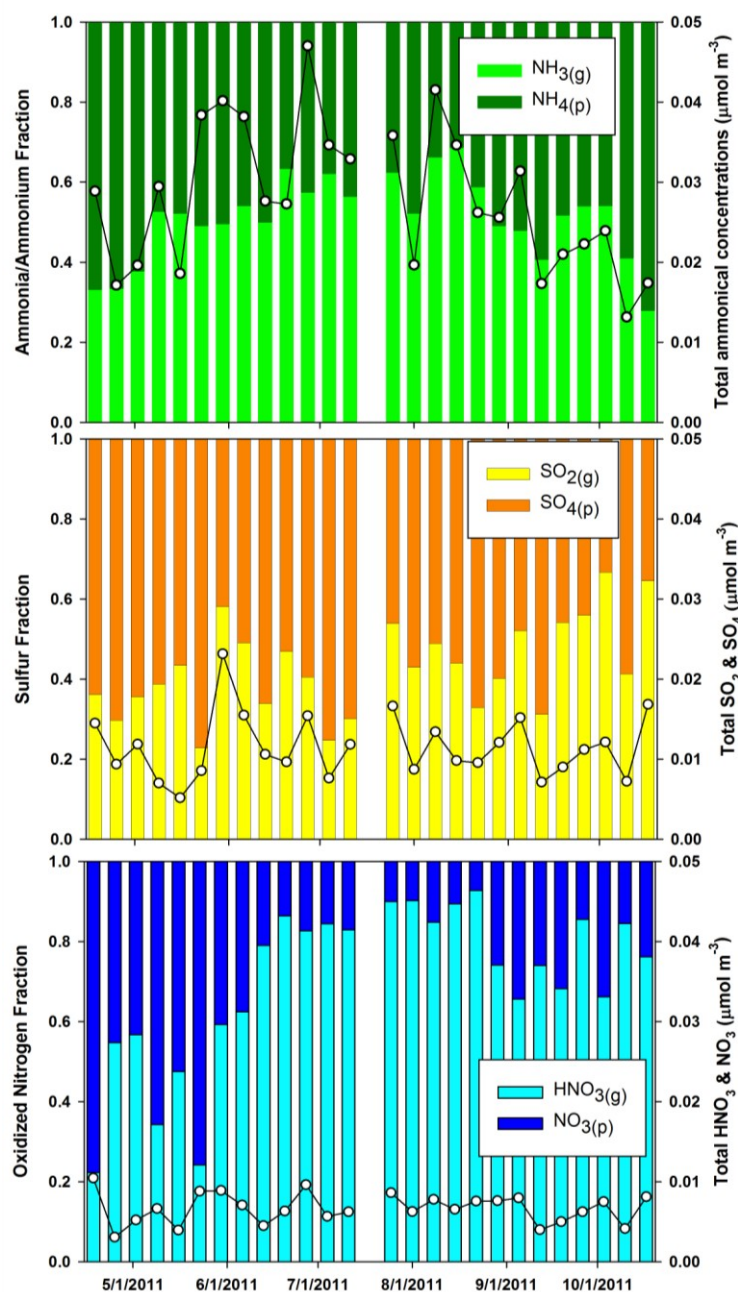 1.0
0.8
0.6
0.4
0.2
0.0
Ammonia/Ammonium Fraction
NH3(g)
NH4(p)
0.05
0.04
0.03
0.02
0.01
0.00
Total ammonical concentrations (μmol m-3)
1.0
0.8
0.6
0.4
0.2
0.0
Sulfur Fraction
SO2(g)
SO4(p)
0.05
0.04
0.03
0.02
0.01
0.00
Total SO2 & SO4 (μmol m-3)
1.0
0.8
0.6
0.4
0.2
0.0
Oxidized Nitrogen Fraction
HNO3(g)
NO3(p)
0.05
0.04
0.03
0.02
0.01
0.00
Total HNO3 & NO3 (μmol m-3)
5/1/2011 6/1/2011 7/1/2011 8/1/2011 9/1/2011 10/1/2011